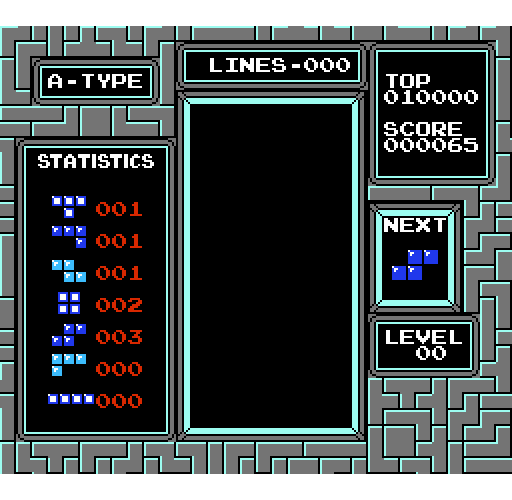 A-TYPE
LINES-000
TOP
010000
SCORE
000065
STATISTICS
001
001
001
002
003
000
000
NEXT
LEVEL
00